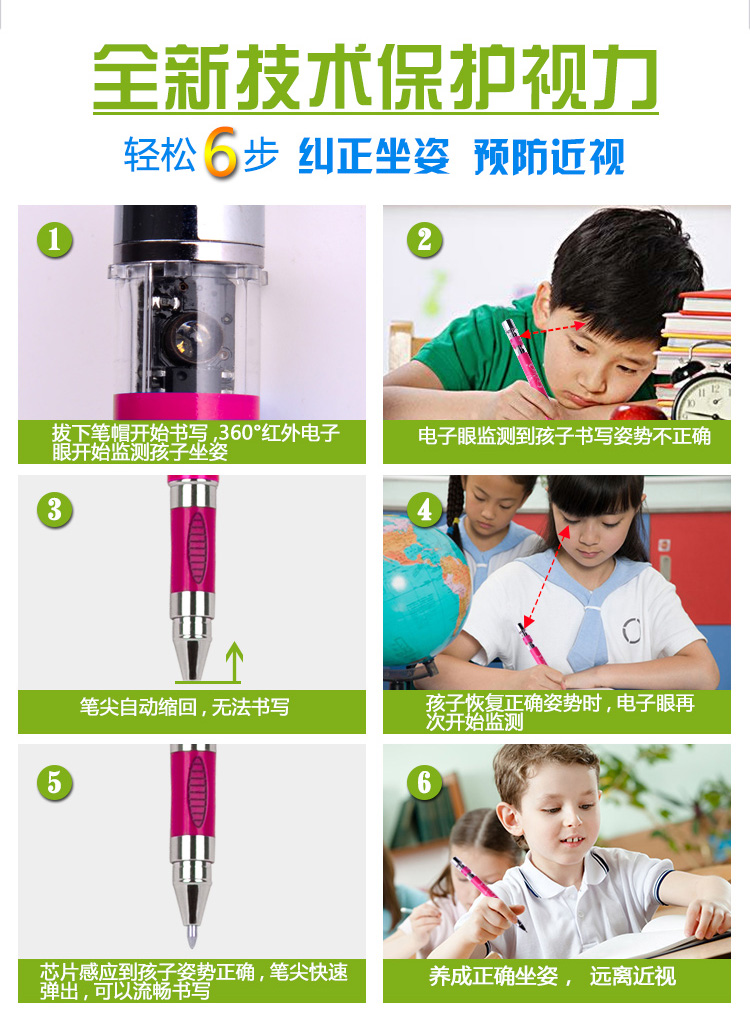 全新技术保护视力
轻松6步 纠正坐姿 预防近视
1
拔下笔帽开始书写,360°红外电子
眼开始监测孩子坐姿
2
电子眼监测到孩子书写姿势不正确
3
笔尖自动缩回,无法书写
4
孩子恢复正确姿势时,电子眼再
次开始监测
5
芯片感应到孩子姿势正确,笔尖快速
弹出,可以流畅书写
6
养成正确坐姿, 远离近视